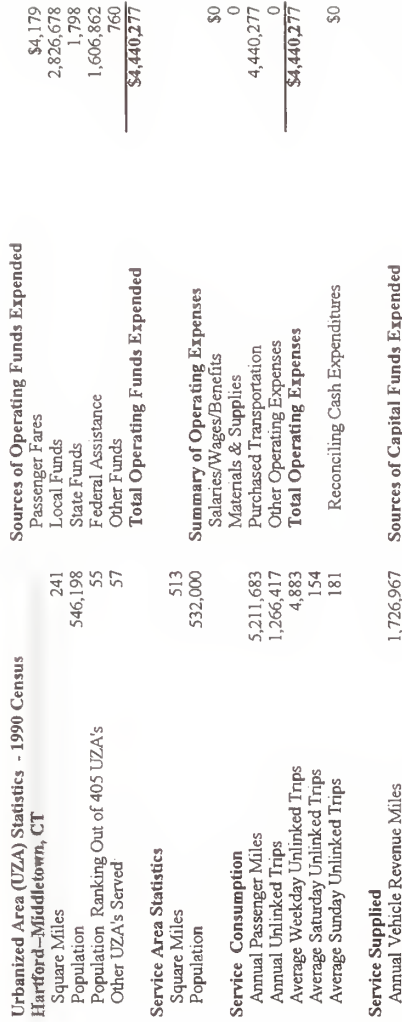 Urbanized Area (UZA) Statistics - 1990 Census
Hartford--Middletown, CT
Square Miles 241
Population 546,198
Population Ranking Out of 405 UZA's 55
Other UZA's Served 57
Service Area Statistics
Square Miles 513
Population 532,000
Service Consumption
Annual Passenger Miles 5,211,683
Annual Unlinked Trips 1,266,417
Average Weekday Unlinked Trips 4,883
Average Saturday Unlinked Trips 154
Average Sunday Unlinked Trips 181
Service Supplied
Annual Vehicle Revenue Miles 1,726,967
Sources of Operating Funds Expended
Passenger Fares $4,179
Local Funds 2,826,678
State Funds 1,798
Federal Assistance 1,606,862
Other Funds 760
Total Operating Funds Expended $4,440,277
Summary of Operating Expenses
Salaries/Wages/Benefits $0
Materials & Supplies 0
Purchased Transportation 4,440,277
Other Operating Expenses 0
Total Operating Expenses $4,440,277
Reconciling Cash Expenditures $0
Sources of Capital Funds Expended